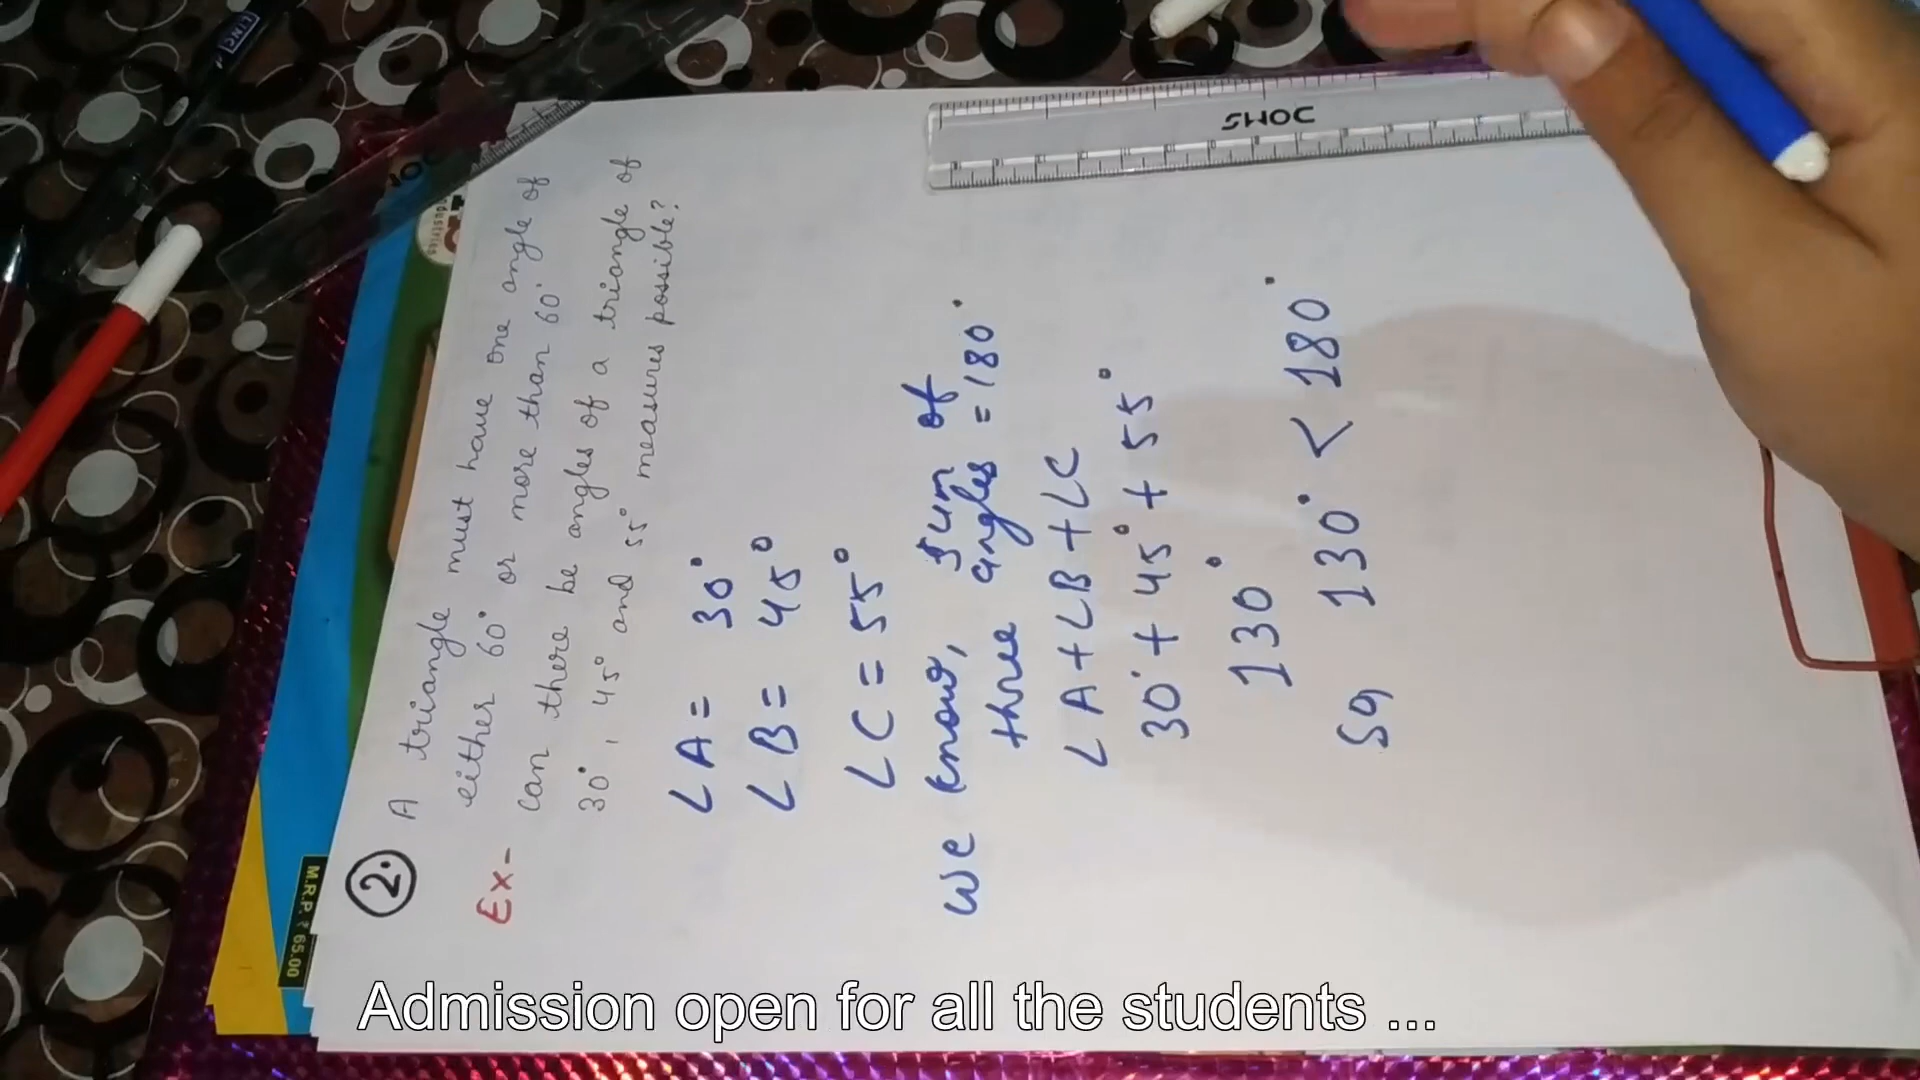 2. A triangle must have one angle of
either 60° or more than 60°
Ex- Can there be angles of a triangle of
30°, 45° and 55° measures possible?
∠A = 30°
∠B = 45°
∠C = 55°
We know, sum of
three angles = 180°
∠A+∠B+∠C
30°+45°+55°
130°
So 130° < 180°
DOMS
LINC
M.R.P. ₹ 65.00
Admission open for all the students ...